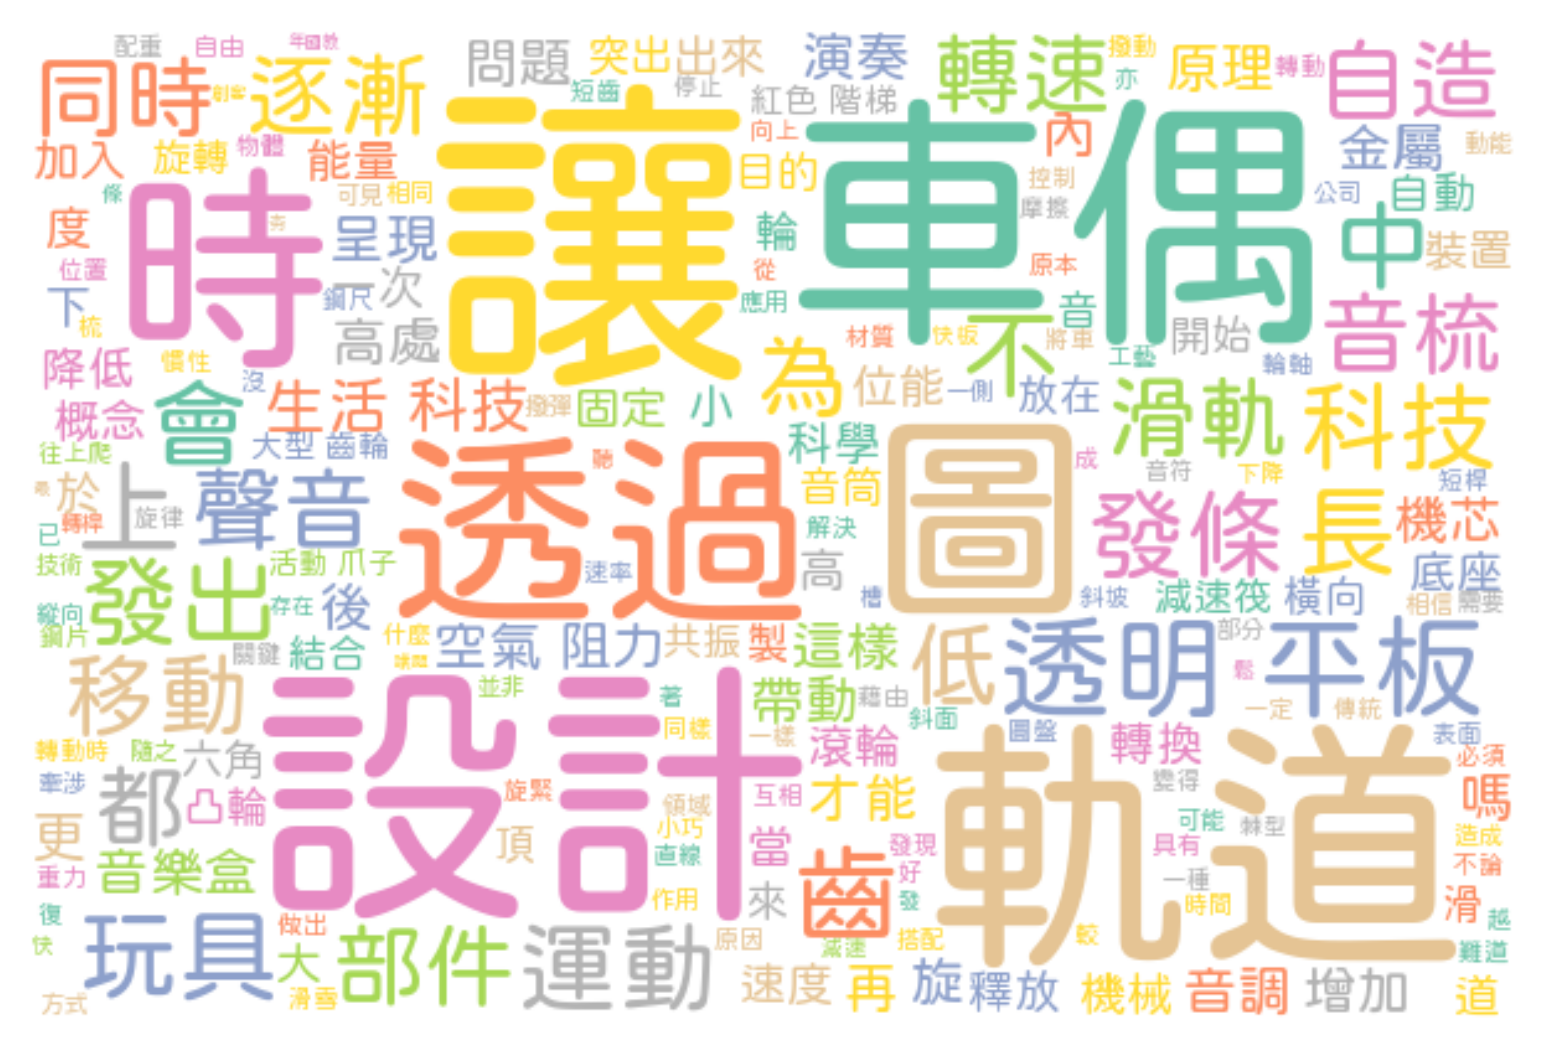 配重 自由 年國教 問題 突出 出來 演奏 轉速 撥動 原理 轉動 自造
同時 創客 逐漸 短齒 停止 紅色 階梯 亦
加入 旋轉 物體 能量 讓 向上 目的 車偶 內 金屬 動能
條 時 可見 相同 控制 公司 自動
度 夯 呈現 輪 摩擦 中 裝置
位置 從 原本
下 鋼尺 一次 應用 音 音梳
梳 高處 材質 快板 不 將車 開始
降低 慣性 沒 為 工藝 輪軸
概念 會 生活 科技 撥彈 固定 小 位能 一側 放在 滑軌 科技
往上爬 大型 齒輪 透過 聽 科學 圖 成 音符 下降 短桿
最 於 上 聲音 音筒 發條 長 機芯
已 轉桿 旋律 解決
技術 發出 活動 爪子 速率 高 底座
縱向 存在 後 槽 斜坡 減速筏 橫向 相信 需要
鋼片 關鍵 結合 什麼 空氣 阻力 共振 製 這樣 低 透明 部分 平板
移動 並非 著 帶動 藉由 鬆
設計 同樣 一樣 斜面 一定 傳統
轉動時 隨之 六角 滾輪 圓盤 軌道 轉換 表面
牽涉 都 凸輪 旋緊 領域 互相 才能 變得 必須 嗎
更 頂 小巧 當 可能 棘型 造成
重力 音樂盒 直線 齒 發現 具有 不論
復 作用 來 好 發 一種 時間 滑 越
快 玩具 做出 大 部件 運動 原因 減速 搭配 較 難道
方式 滑雪 速度 再 旋 釋放 機械 音調 增加 道